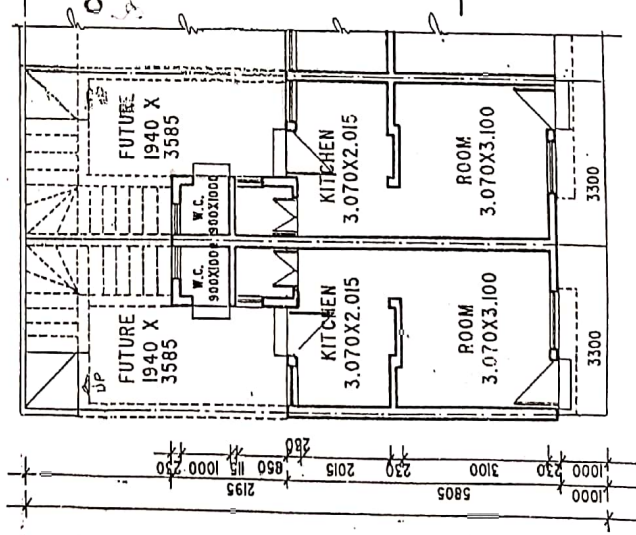 FUTURE
1940 X
3585
FUTURE
1940 X
3585
UP
W.C.
900X1000
W.C.
900X1000
KITCHEN
3.070X2.015
KITCHEN
3.070X2.015
ROOM
3.070X3.100
ROOM
3.070X3.100
3300
3300
230
1000
115
850
280
2015
230
3100
230
1000
2195
5805
1000